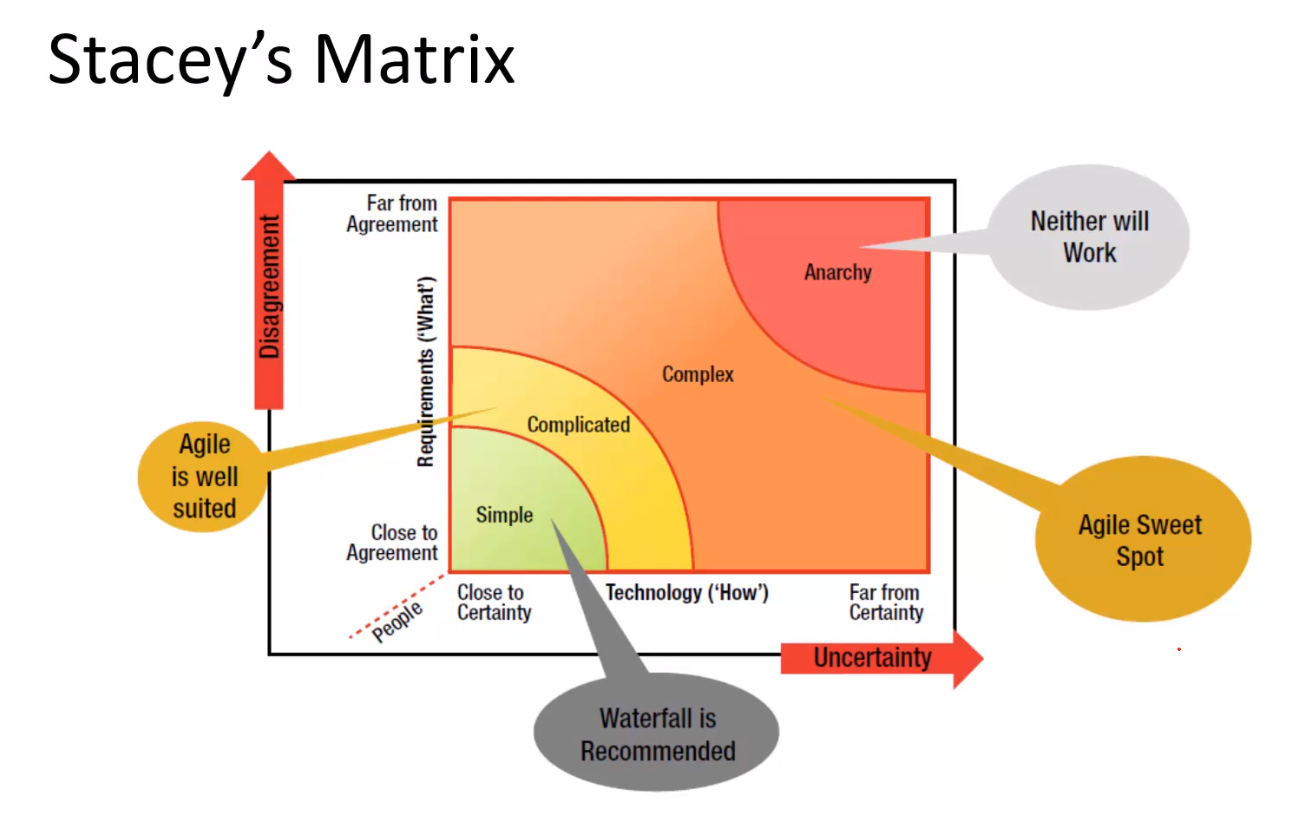 Stacey’s Matrix
Disagreement
Far from
Agreement
Requirements (‘What’)
Close to
Agreement
Anarchy
Complex
Complicated
Simple
Neither will
Work
Agile
is well
suited
Agile Sweet
Spot
People
Close to
Certainty
Technology (‘How’)
Far from
Certainty
Uncertainty
Waterfall is
Recommended